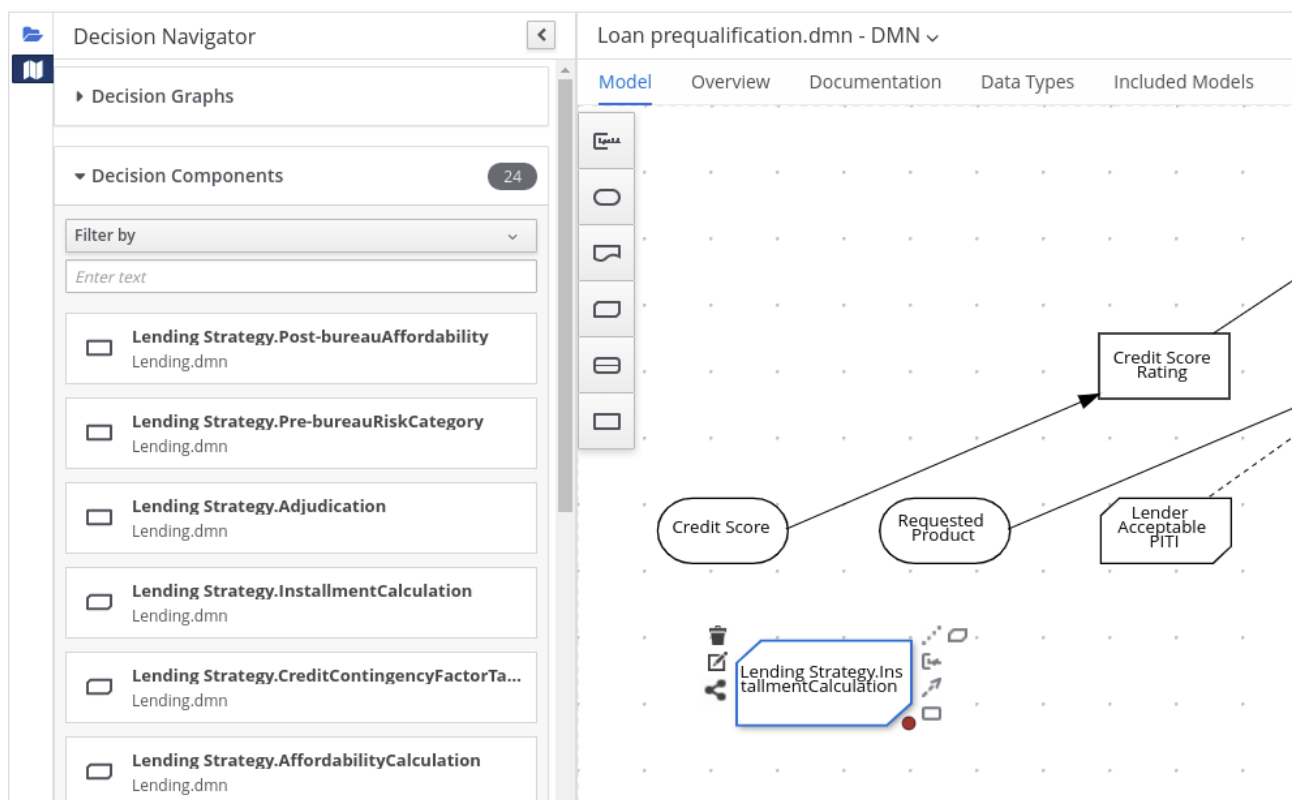 Decision Navigator
Decision Graphs
Decision Components
24
Filter by
Enter text
Lending Strategy.Post-bureauAffordability
Lending.dmn
Lending Strategy.Pre-bureauRiskCategory
Lending.dmn
Lending Strategy.Adjudication
Lending.dmn
Lending Strategy.InstallmentCalculation
Lending.dmn
Lending Strategy.CreditContingencyFactorTa...
Lending.dmn
Lending Strategy.AffordabilityCalculation
Lending.dmn
Loan prequalification.dmn - DMN
Model
Overview
Documentation
Data Types
Included Models
Credit Score
Rating
Credit Score
Requested
Product
Lender
Acceptable
PITI
Lending Strategy.Ins
tallmentCalculation